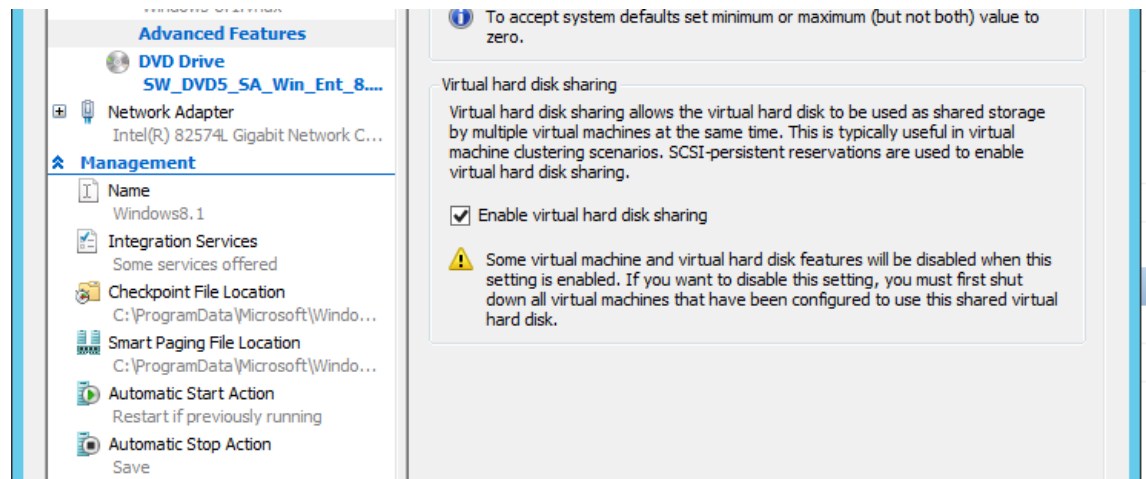 Advanced Features
DVD Drive
SW_DVD5_SA_Win_Ent_8....
Network Adapter
Intel(R) 82574L Gigabit Network C...
Management
Name
Windows8.1
Integration Services
Some services offered
Checkpoint File Location
C:\ProgramData\Microsoft\Windo...
Smart Paging File Location
C:\ProgramData\Microsoft\Windo...
Automatic Start Action
Restart if previously running
Automatic Stop Action
Save
To accept system defaults set minimum or maximum (but not both) value to
zero.
Virtual hard disk sharing
Virtual hard disk sharing allows the virtual hard disk to be used as shared storage
by multiple virtual machines at the same time. This is typically useful in virtual
machine clustering scenarios. SCSI-persistent reservations are used to enable
virtual hard disk sharing.
Enable virtual hard disk sharing
Some virtual machine and virtual hard disk features will be disabled when this
setting is enabled. If you want to disable this setting, you must first shut
down all virtual machines that have been configured to use this shared virtual
hard disk.